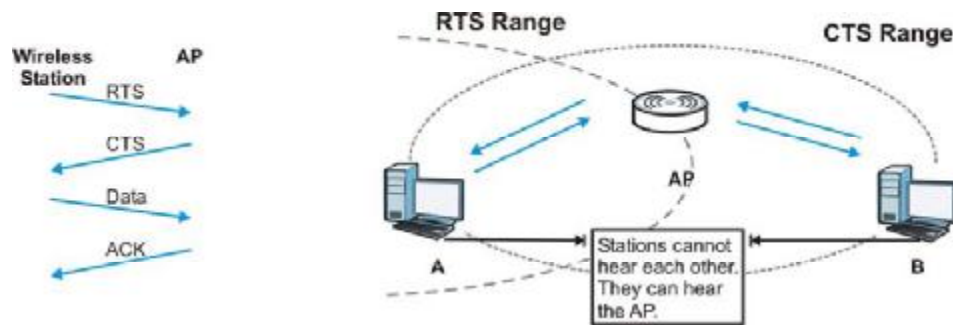 Wireless
Station
AP
RTS
CTS
Data
ACK
RTS Range
CTS Range
AP
A
B
Stations cannot
hear each other.
They can hear
the AP.